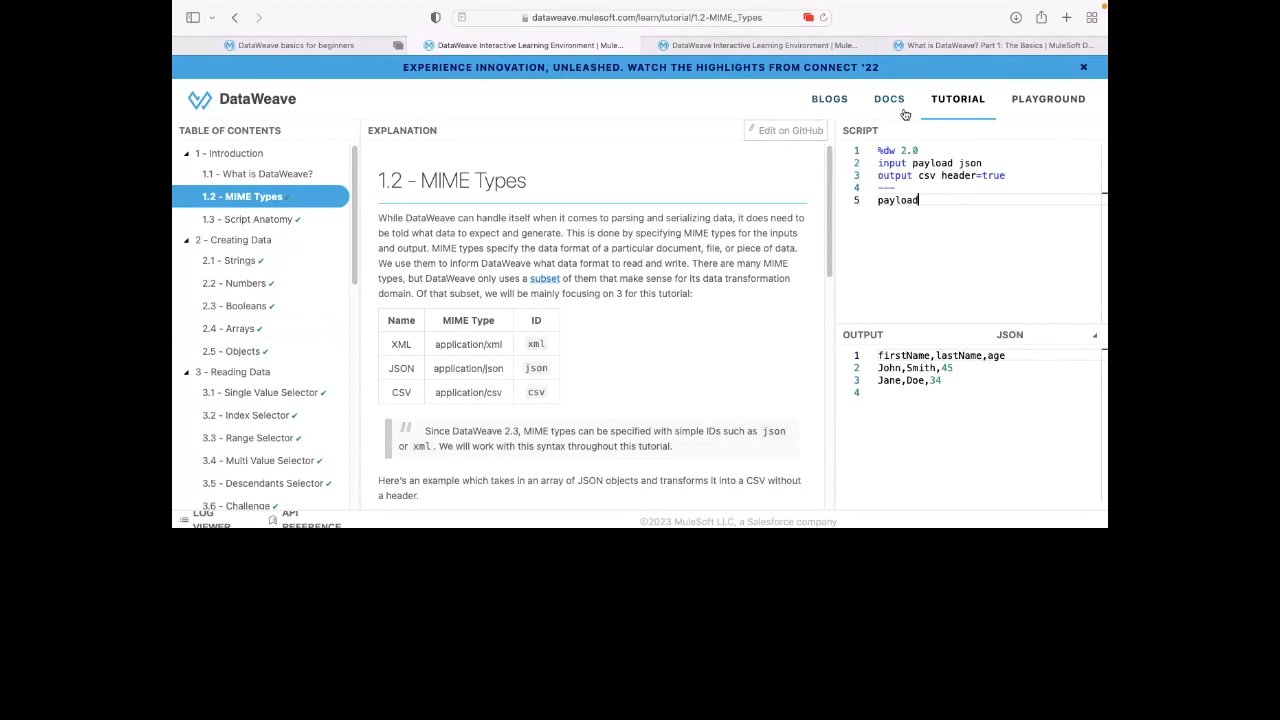 dataweave.mulesoft.com/learn/tutorial/1.2-MIME_Types
DataWeave basics for beginners
DataWeave Interactive Learning Environment | Mule...
DataWeave Interactive Learning Environment | Mule...
What is DataWeave? Part 1: The Basics | MuleSoft D...
EXPERIENCE INNOVATION, UNLEASHED. WATCH THE HIGHLIGHTS FROM CONNECT '22
DataWeave
BLOGS
DOCS
TUTORIAL
PLAYGROUND
TABLE OF CONTENTS
1 - Introduction
1.1 - What is DataWeave?
1.2 - MIME Types
1.3 - Script Anatomy
2 - Creating Data
2.1 - Strings
2.2 - Numbers
2.3 - Booleans
2.4 - Arrays
2.5 - Objects
3 - Reading Data
3.1 - Single Value Selector
3.2 - Index Selector
3.3 - Range Selector
3.4 - Multi Value Selector
3.5 - Descendants Selector
3.6 - Challenge
LOG VIEWER
API REFERENCE
EXPLANATION
Edit on GitHub
1.2 - MIME Types
While DataWeave can handle itself when it comes to parsing and serializing data, it does need to
be told what data to expect and generate. This is done by specifying MIME types for the inputs
and output. MIME types specify the data format of a particular document, file, or piece of data.
We use them to inform DataWeave what data format to read and write. There are many MIME
types, but DataWeave only uses a subset of them that make sense for its data transformation
domain. Of that subset, we will be mainly focusing on 3 for this tutorial:
Name MIME Type ID
XML application/xml xml
JSON application/json json
CSV application/csv csv
Since DataWeave 2.3, MIME types can be specified with simple IDs such as json
or xml. We will work with this syntax throughout this tutorial.
Here's an example which takes in an array of JSON objects and transforms it into a CSV without
a header.
SCRIPT
1 %dw 2.0
2 input payload json
3 output csv header=true
4 ---
5 payload
OUTPUT JSON
1 firstName,lastName,age
2 John,Smith,45
3 Jane,Doe,34
4
©2023 MuleSoft LLC, a Salesforce company